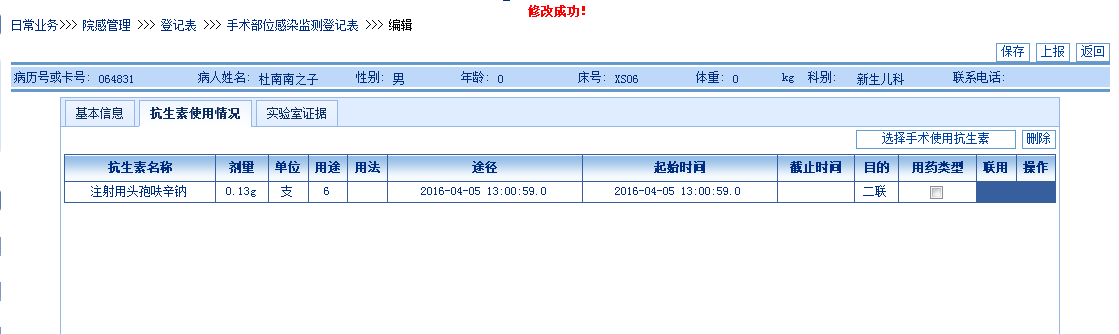 修改成功!
日常业务>>> 院感管理 >>> 登记表 >>> 手术部位感染监测登记表 >>> 编辑
保存 上报 返回
病历号或卡号: 064831 病人姓名: 杜南南之子 性别: 男 年龄: 0 床号: XS06 体重: 0 kg 科别: 新生儿科 联系电话:
基本信息 抗生素使用情况 实验室证据
选择手术使用抗生素 删除
抗生素名称 剂量 单位 用途 用法 途径 起始时间 截止时间 目的 用药类型 联用 操作
注射用头孢呋辛钠 0.13g 支 6 2016-04-05 13:00:59.0 2016-04-05 13:00:59.0 二联